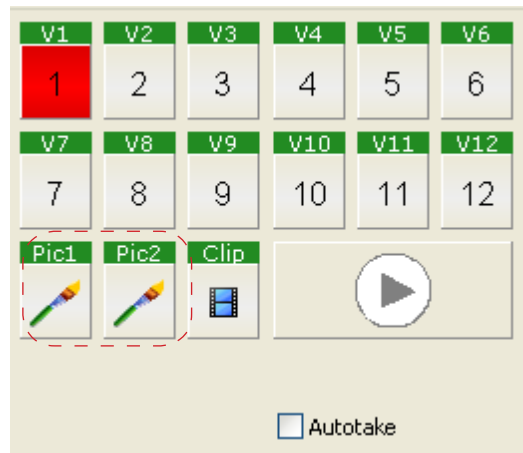 V1 V2 V3 V4 V5 V6
1 2 3 4 5 6
V7 V8 V9 V10 V11 V12
7 8 9 10 11 12
Pic1 Pic2 Clip
Autotake